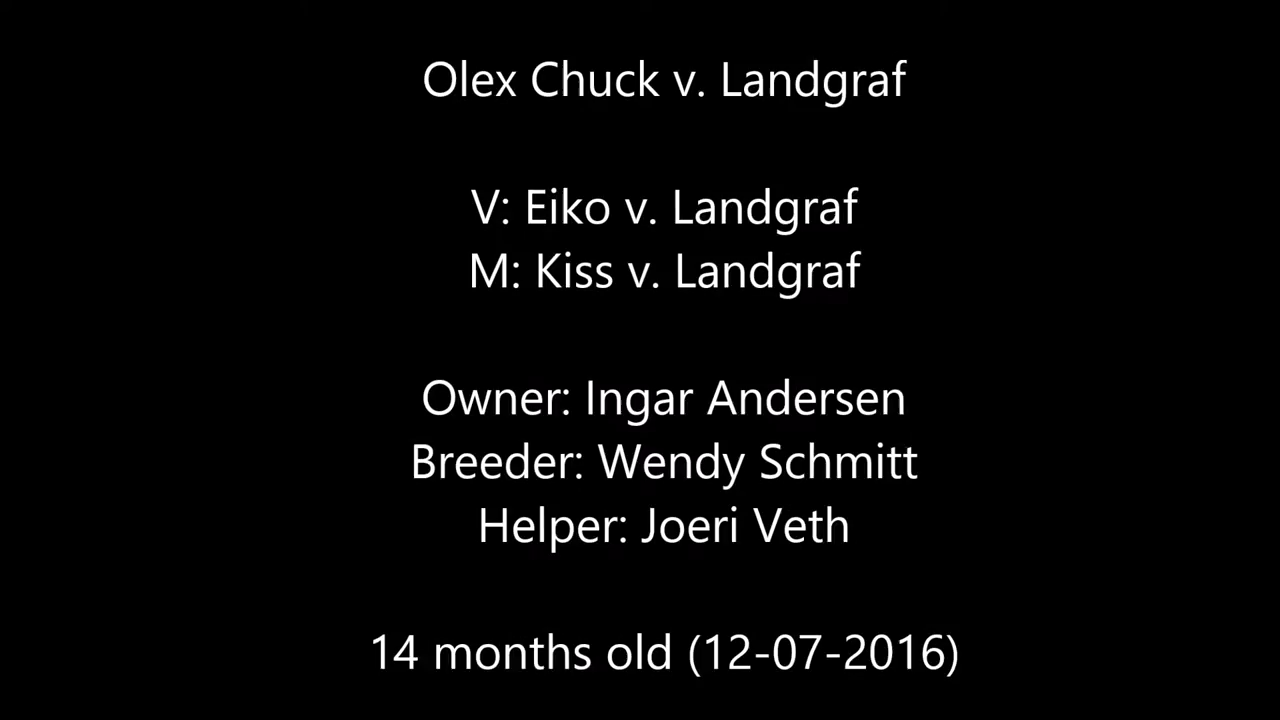 Olex Chuck v. Landgraf
V: Eiko v. Landgraf
M: Kiss v. Landgraf
Owner: Ingar Andersen
Breeder: Wendy Schmitt
Helper: Joeri Veth
14 months old (12-07-2016)